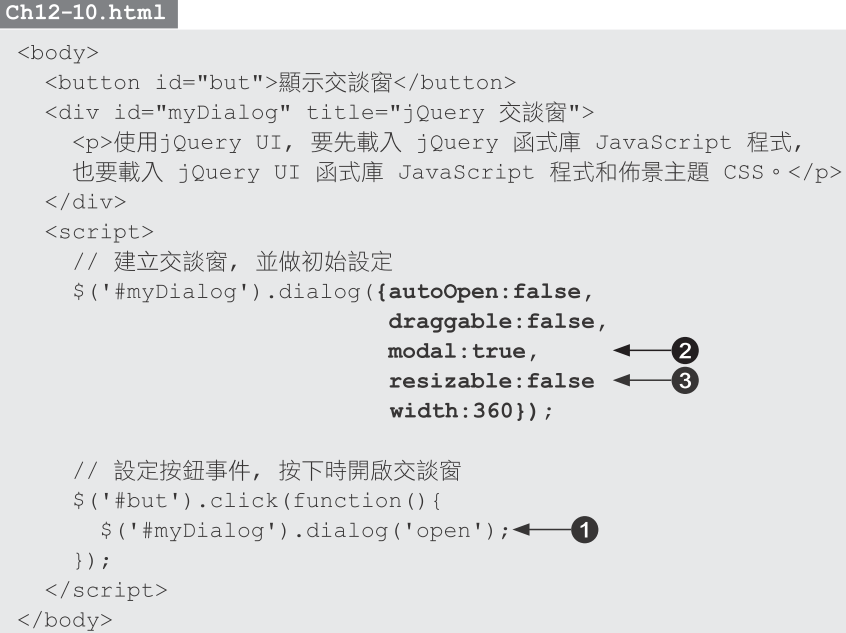 Ch12-10.html
<body>
  <button id="but">顯示交談窗</button>
  <div id="myDialog" title="jQuery 交談窗">
    <p>使用jQuery UI, 要先載入 jQuery 函式庫 JavaScript 程式,
    也要載入 jQuery UI 函式庫 JavaScript 程式和佈景主題 CSS。</p>
  </div>
  <script>
    // 建立交談窗, 並做初始設定
    $('#myDialog').dialog({autoOpen:false,
                           draggable:false,
                           modal:true, ❷
                           resizable:false ❸
                           width:360});

    // 設定按鈕事件, 按下時開啟交談窗
    $('#but').click(function(){
      $('#myDialog').dialog('open'); ❶
    });
  </script>
</body>